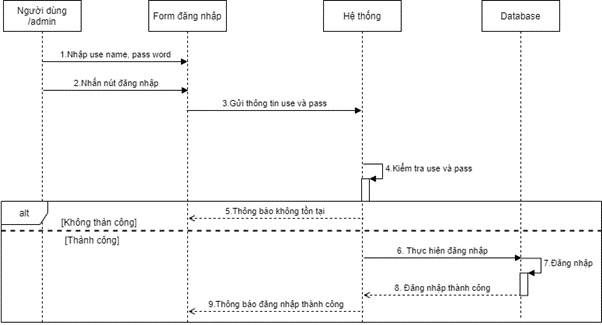 Người dùng
/admin
Form đăng nhập
Hệ thống
Database
1.Nhập use name, pass word
2.Nhấn nút đăng nhập
3.Gửi thông tin use và pass
4.Kiểm tra use và pass
alt
5.Thông báo không tồn tại
[Không thàn công]
[Thành công]
6. Thực hiện đăng nhập
7.Đăng nhập
8. Đăng nhập thành công
9.Thông báo đăng nhập thành công